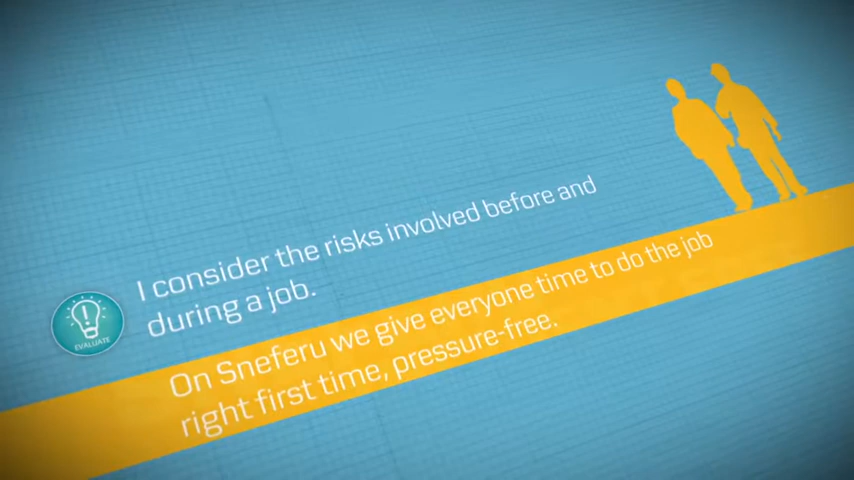 I consider the risks involved before and
during a job.
EVALUATE
On Sneferu we give everyone time to do the job
right first time, pressure-free.